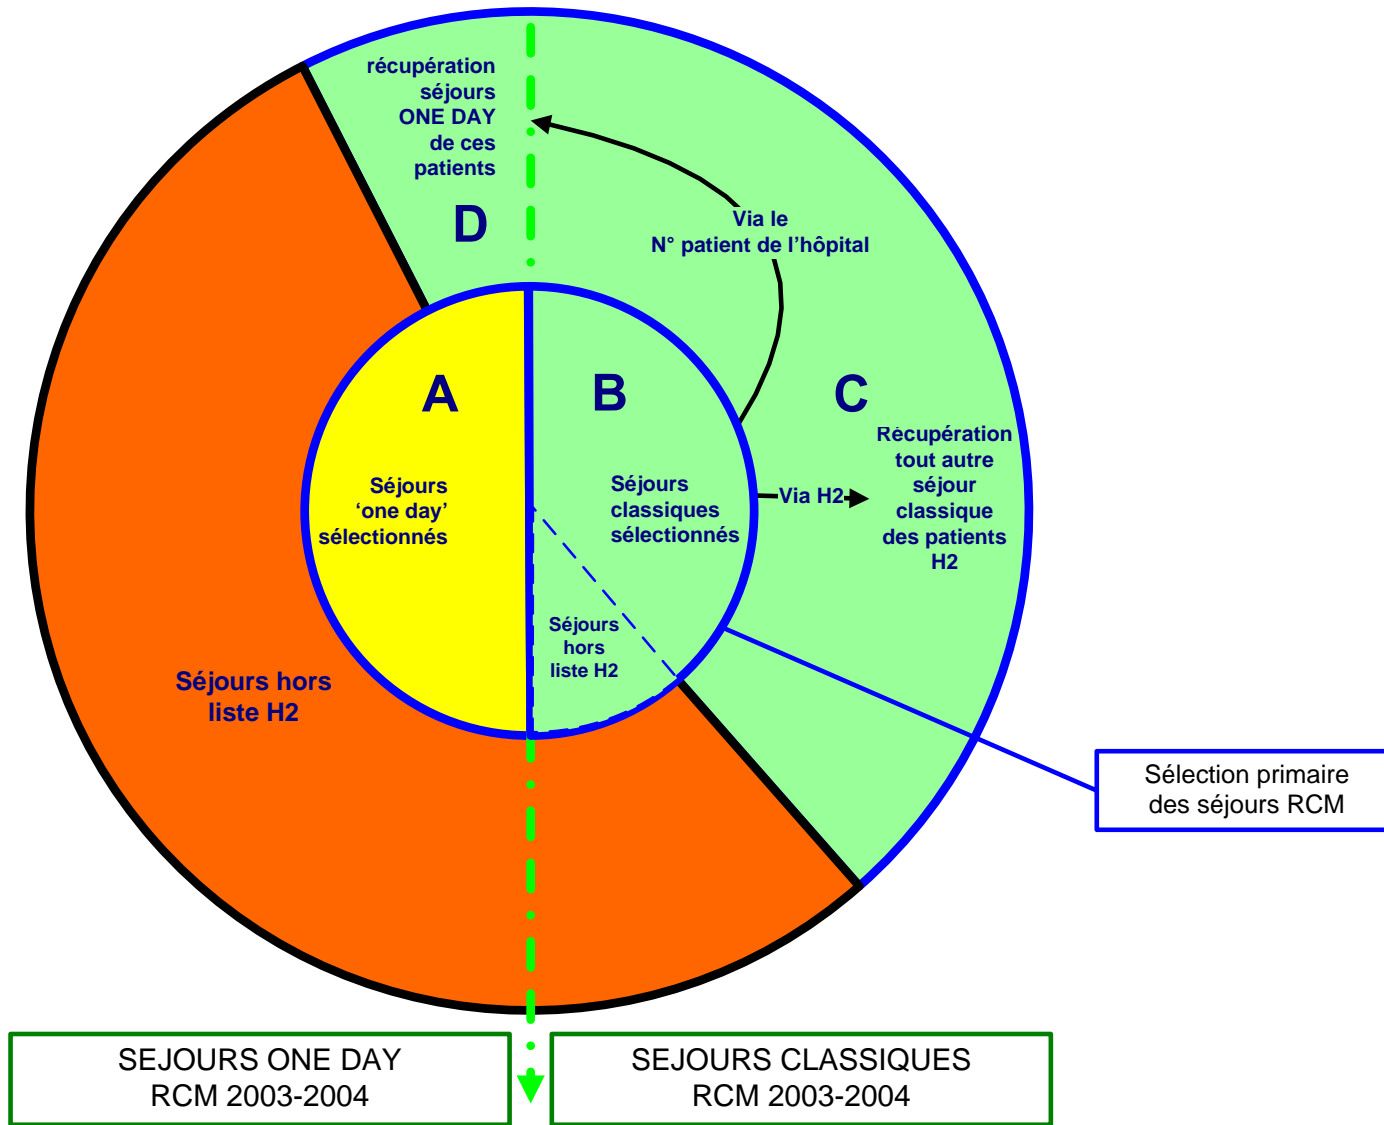 récupération
séjours
ONE DAY
de ces
patients
D
Via le
N° patient de l'hôpital
A
Séjours
‘one day’
sélectionnés
B
Séjours
classiques
sélectionnés
Via H2
C
Récupération
tout autre
séjour
classique
des patients
H2
Séjours
hors
liste H2
Séjours hors
liste H2
Sélection primaire
des séjours RCM
SEJOURS ONE DAY
RCM 2003-2004
SEJOURS CLASSIQUES
RCM 2003-2004